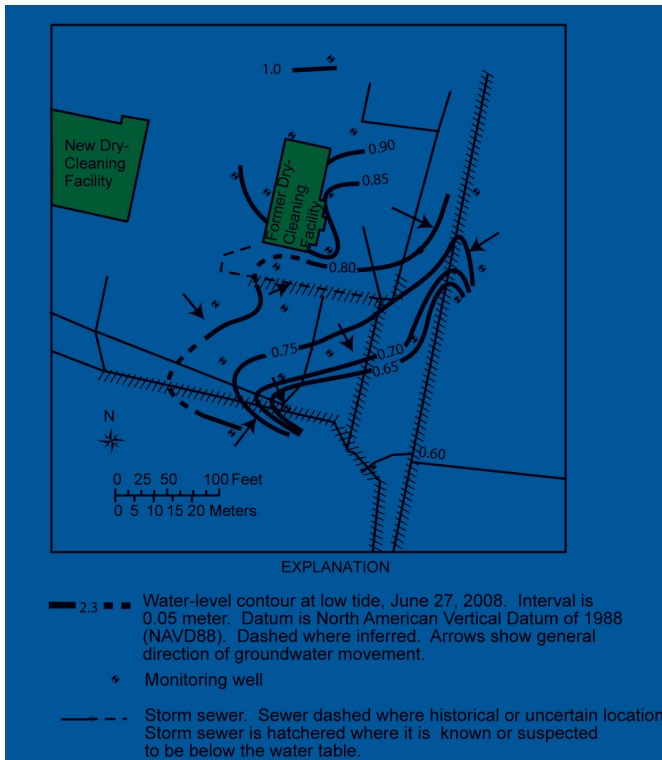 1.0
New Dry-
Cleaning
Facility
Former Dry-
Cleaning
Facility
0.90
0.85
0.80
0.75
0.70
0.65
0.60
N
0 25 50 100 Feet
0 5 10 15 20 Meters
EXPLANATION
2.3
Water-level contour at low tide, June 27, 2008. Interval is
0.05 meter. Datum is North American Vertical Datum of 1988
(NAVD88). Dashed where inferred. Arrows show general
direction of groundwater movement.
Monitoring well
Storm sewer. Sewer dashed where historical or uncertain location
Storm sewer is hatchered where it is known or suspected
to be below the water table.